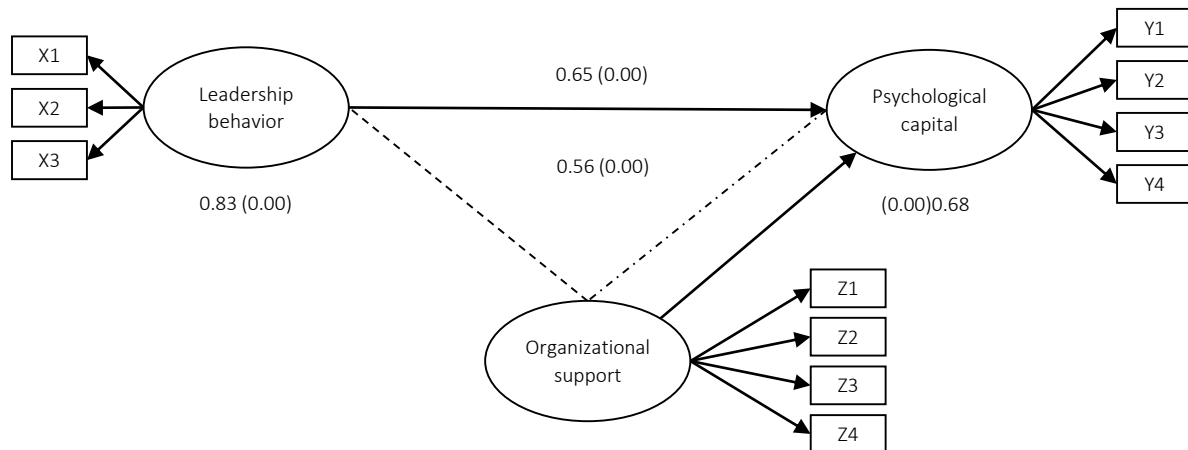 X1
X2
X3
Leadership
behavior
0.83 (0.00)
0.65 (0.00)
0.56 (0.00)
Psychological
capital
(0.00)0.68
Y1
Y2
Y3
Y4
Organizational
support
Z1
Z2
Z3
Z4